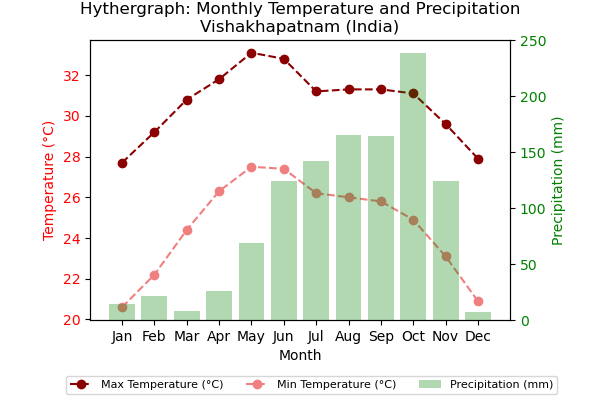 Hythergraph: Monthly Temperature and Precipitation
Vishakhapatnam (India)
Temperature (°C)
32
30
28
26
24
22
20
250
200
150
100
50
0
Precipitation (mm)
Jan Feb Mar Apr May Jun Jul Aug Sep Oct Nov Dec
Month
Max Temperature (°C) Min Temperature (°C) Precipitation (mm)